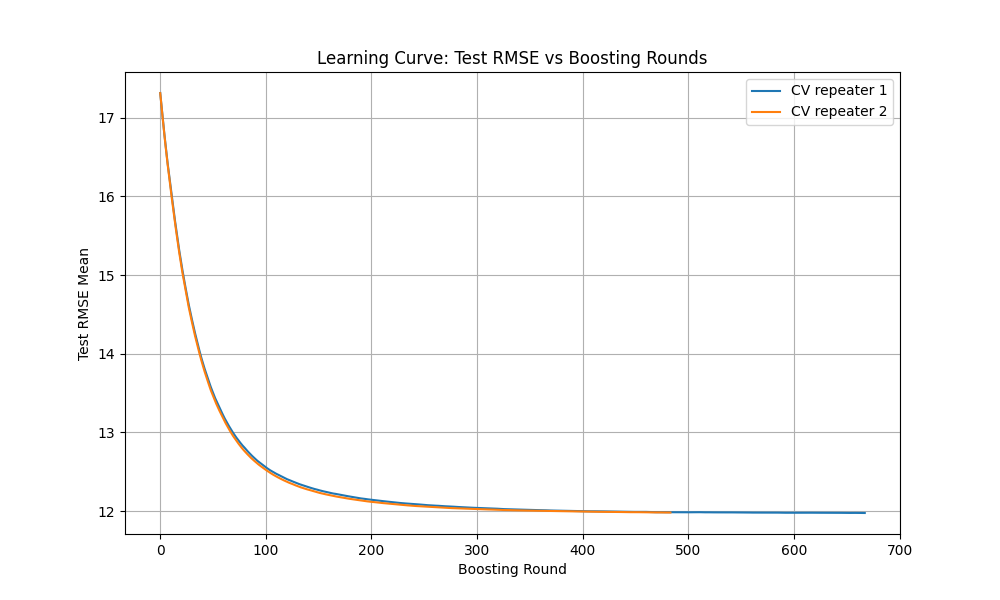 Learning Curve: Test RMSE vs Boosting Rounds
CV repeater 1
CV repeater 2
17
16
15
14
13
12
Test RMSE Mean
0 100 200 300 400 500 600 700
Boosting Round